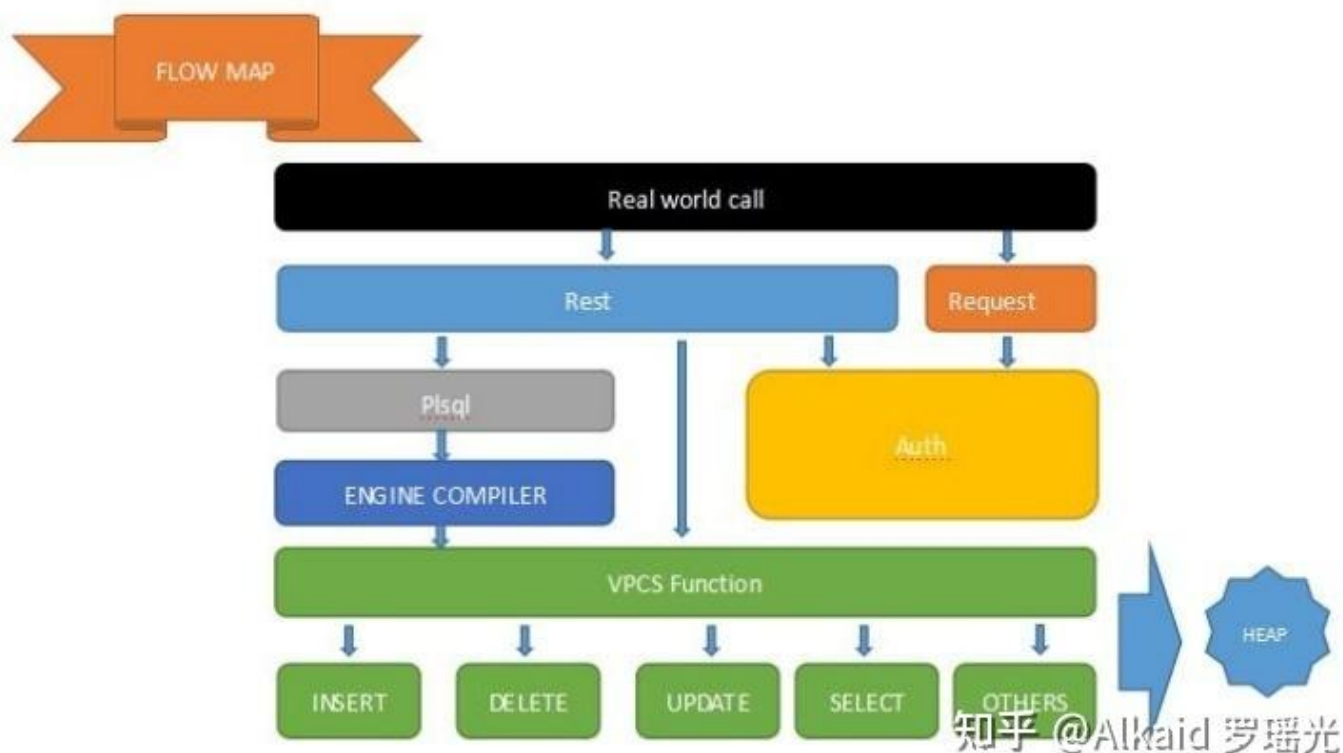 FLOW MAP
Real world call
Rest
Request
Plsql
Auth
ENGINE COMPILER
VPCS Function
HEAP
INSERT
DELETE
UPDATE
SELECT
OTHERS
知乎 @Alkaid 罗瑶光